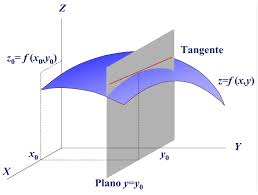 Z
z₀= f (x₀,y₀)
Tangente
z=f(x,y)
x₀
y₀
Y
X
Plano y=y₀